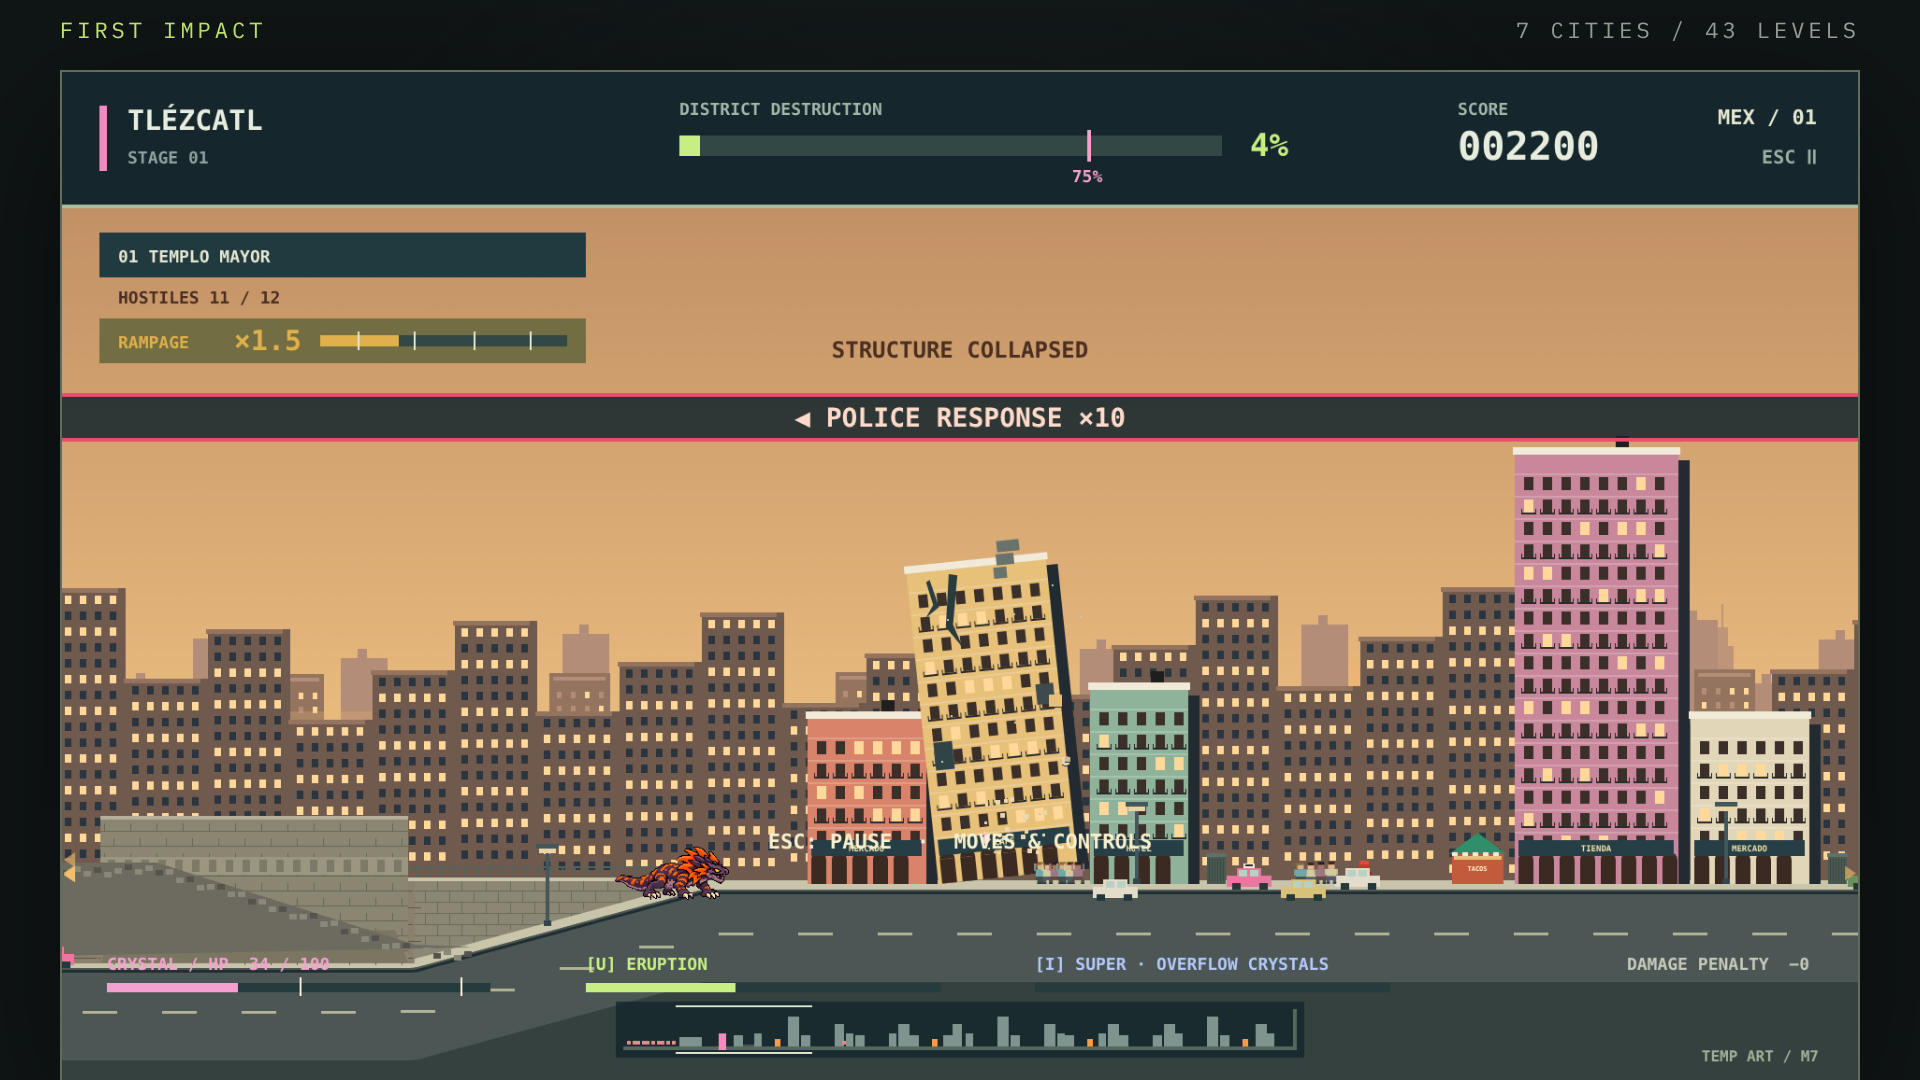 FIRST IMPACT
7 CITIES / 43 LEVELS
TLÉZCATL
STAGE 01
DISTRICT DESTRUCTION
4%
75%
SCORE
002200
MEX / 01
ESC II
01 TEMPLO MAYOR
HOSTILES 11 / 12
RAMPAGE ×1.5
STRUCTURE COLLAPSED
◀ POLICE RESPONSE ×10
ESC: PAUSE MOVES & CONTROLS
MERCADO
TIENDA
MERCADO
TACOS
CRYSTAL / HP 34 / 100
[U] ERUPTION
[I] SUPER · OVERFLOW CRYSTALS
DAMAGE PENALTY −0
TEMP ART / M7